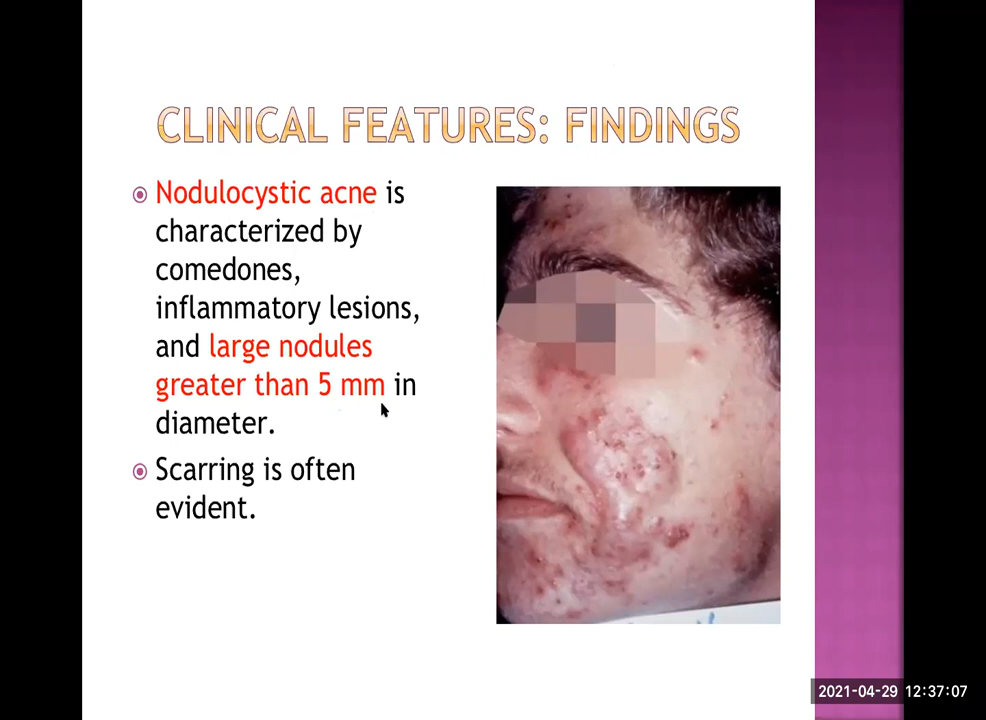 CLINICAL FEATURES: FINDINGS
Nodulocystic acne is
characterized by
comedones,
inflammatory lesions,
and large nodules
greater than 5 mm in
diameter.
Scarring is often
evident.
2021-04-29 12:37:07